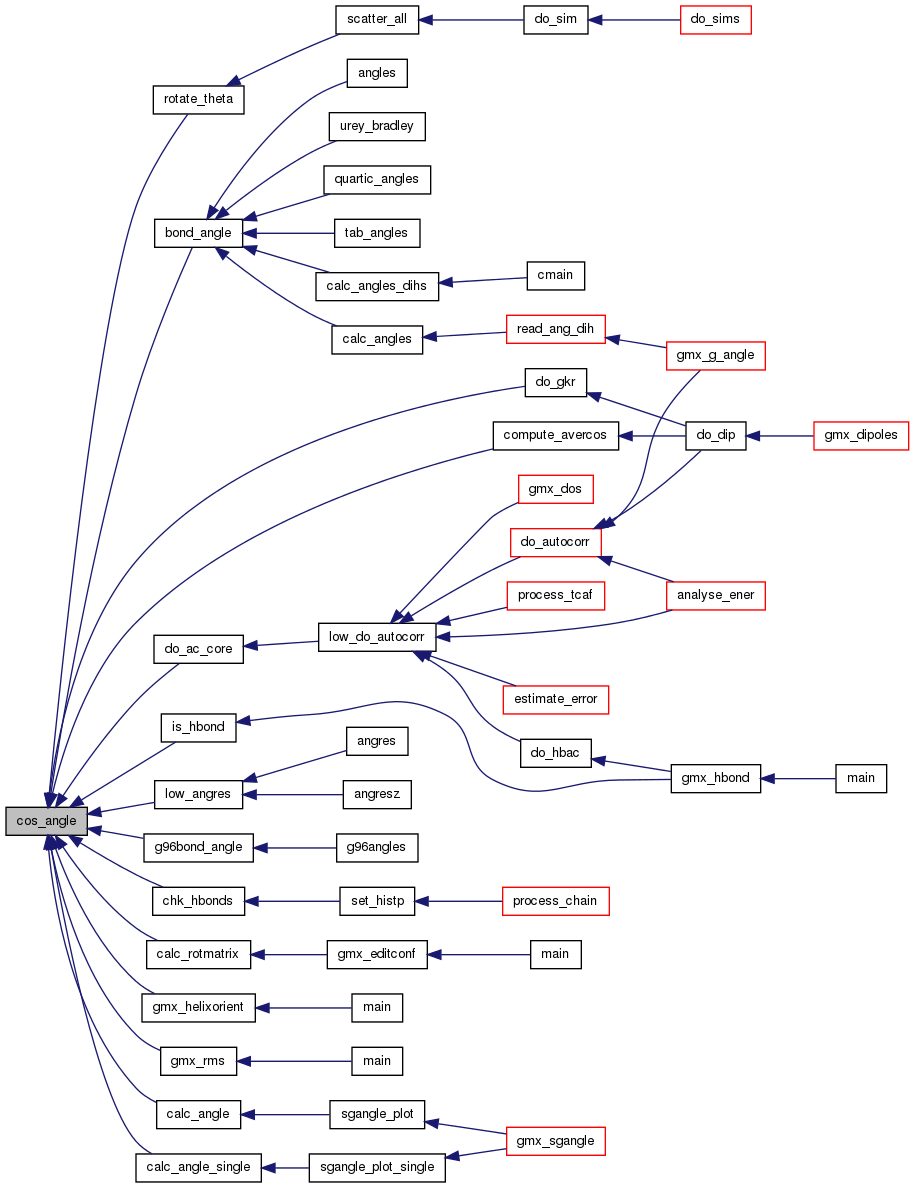 scatter_all
do_sim
do_sims
angles
rotate_theta
urey_bradley
quartic_angles
bond_angle
tab_angles
calc_angles_dihs
cmain
calc_angles
read_ang_dih
gmx_g_angle
do_gkr
compute_avercos
do_dip
gmx_dipoles
gmx_dos
do_autocorr
process_tcaf
analyse_ener
do_ac_core
low_do_autocorr
estimate_error
is_hbond
angres
do_hbac
gmx_hbond
main
low_angres
angresz
cos_angle
g96bond_angle
g96angles
chk_hbonds
set_histp
process_chain
calc_rotmatrix
gmx_editconf
main
gmx_helixorient
main
gmx_rms
main
calc_angle
sgangle_plot
gmx_sgangle
calc_angle_single
sgangle_plot_single